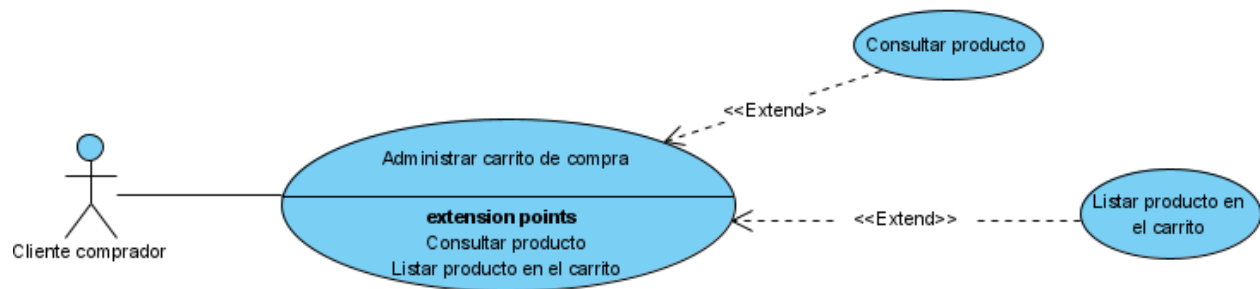 Consultar producto
<<Extend>>
Administrar carrito de compra
extension points
Consultar producto
Listar producto en el carrito
<<Extend>>
Listar producto en
el carrito
Cliente comprador